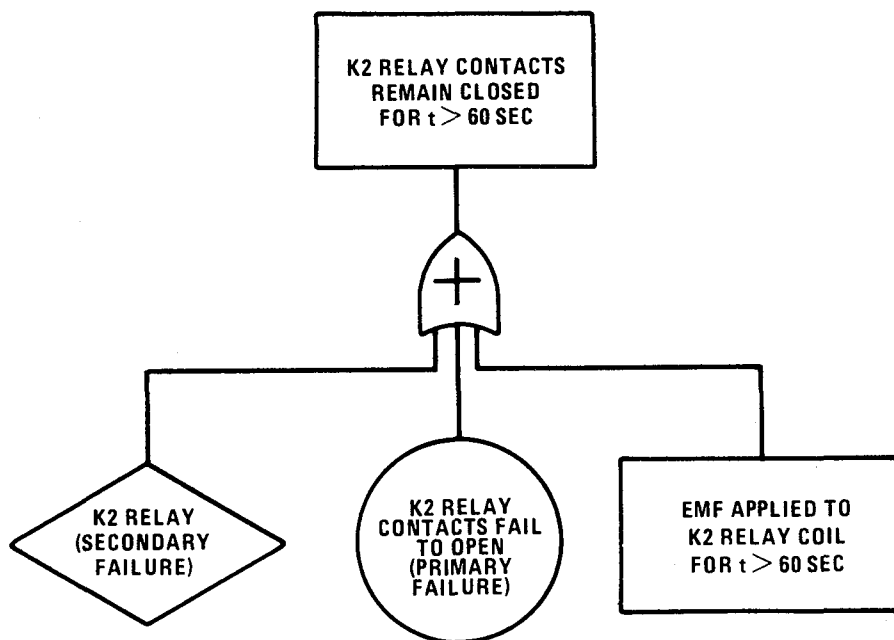 K2 RELAY CONTACTS
REMAIN CLOSED
FOR t > 60 SEC
+
K2 RELAY
(SECONDARY
FAILURE)
K2 RELAY
CONTACTS FAIL
TO OPEN
(PRIMARY
FAILURE)
EMF APPLIED TO
K2 RELAY COIL
FOR t > 60 SEC